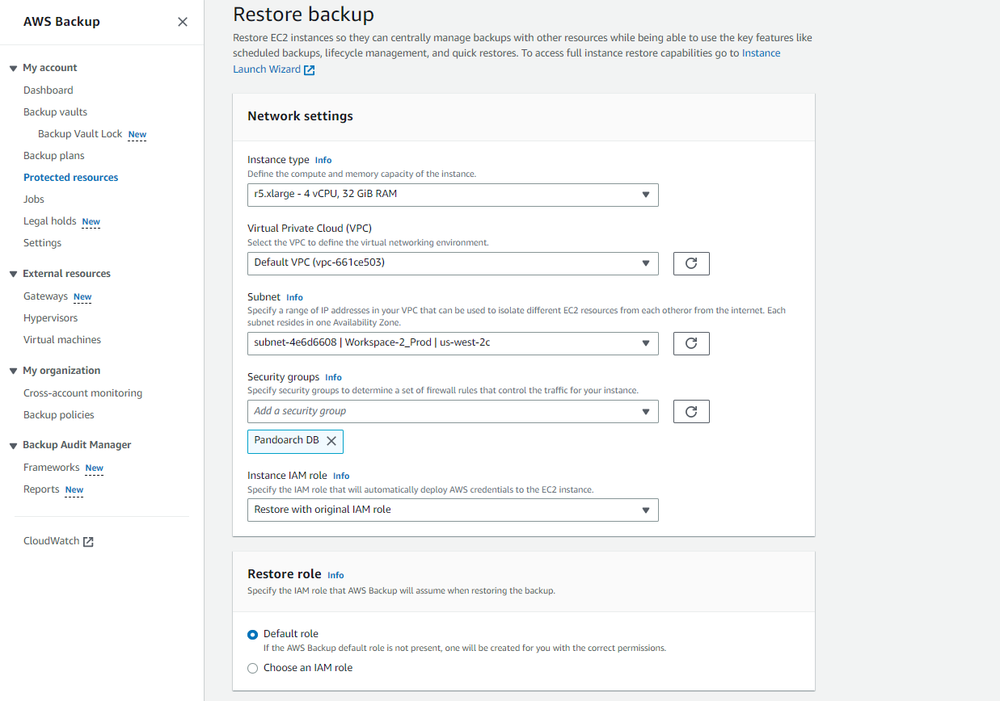 AWS Backup
My account
Dashboard
Backup vaults
Backup Vault Lock New
Backup plans
Protected resources
Jobs
Legal holds New
Settings
External resources
Gateways New
Hypervisors
Virtual machines
My organization
Cross-account monitoring
Backup policies
Backup Audit Manager
Frameworks New
Reports New
CloudWatch
Restore backup
Restore EC2 instances so they can centrally manage backups with other resources while being able to use the key features like
scheduled backups, lifecycle management, and quick restores. To access full instance restore capabilities go to Instance
Launch Wizard
Network settings
Instance type Info
Define the compute and memory capacity of the instance.
r5.xlarge - 4 vCPU, 32 GiB RAM
Virtual Private Cloud (VPC)
Select the VPC to define the virtual networking environment.
Default VPC (vpc-661ce503)
Subnet Info
Specify a range of IP addresses in your VPC that can be used to isolate different EC2 resources from each otheror from the internet. Each
subnet resides in one Availability Zone.
subnet-4e6d6608 | Workspace-2_Prod | us-west-2c
Security groups Info
Specify security groups to determine a set of firewall rules that control the traffic for your instance.
Add a security group
Pandoarch DB
Instance IAM role Info
Specify the IAM role that will automatically deploy AWS credentials to the EC2 instance.
Restore with original IAM role
Restore role Info
Specify the IAM role that AWS Backup will assume when restoring the backup.
Default role
If the AWS Backup default role is not present, one will be created for you with the correct permissions.
Choose an IAM role